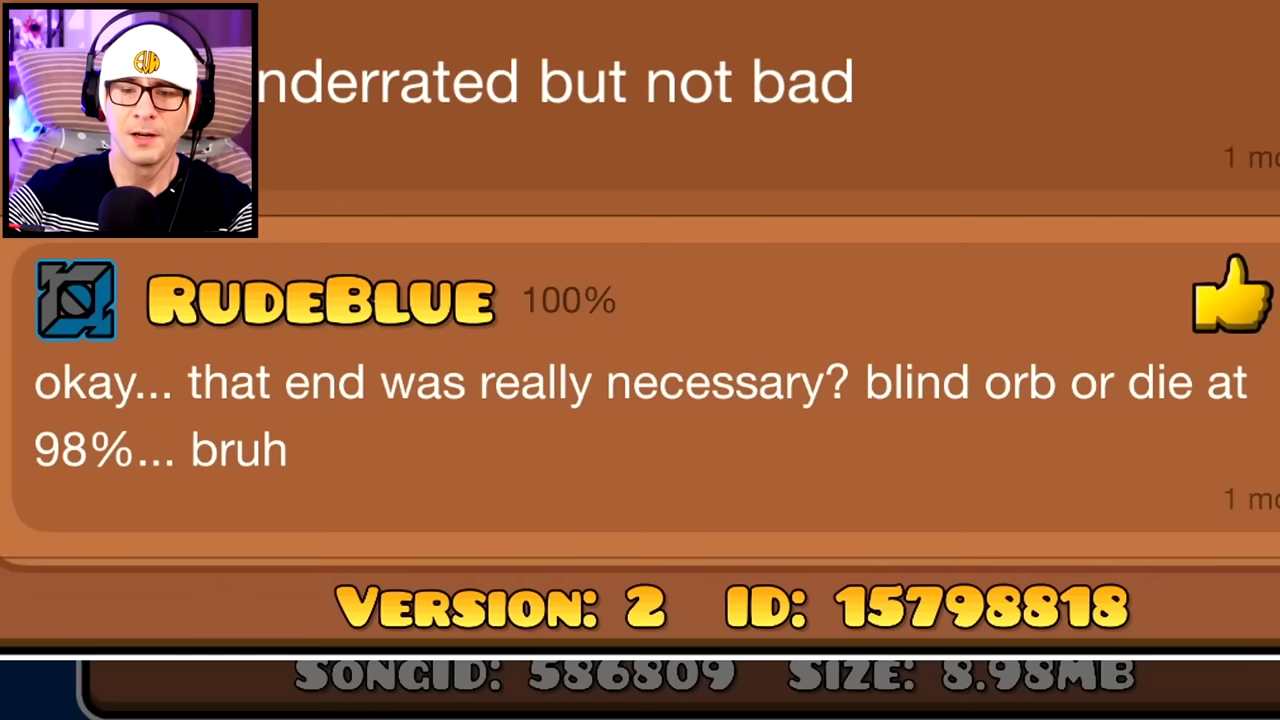 nderrated but not bad
1 mo
RUDEBLUE 100%
okay... that end was really necessary? blind orb or die at
98%... bruh
1 mo
VERSION: 2 ID: 15798818
SONGID: 586809 SIZE: 8.98MB